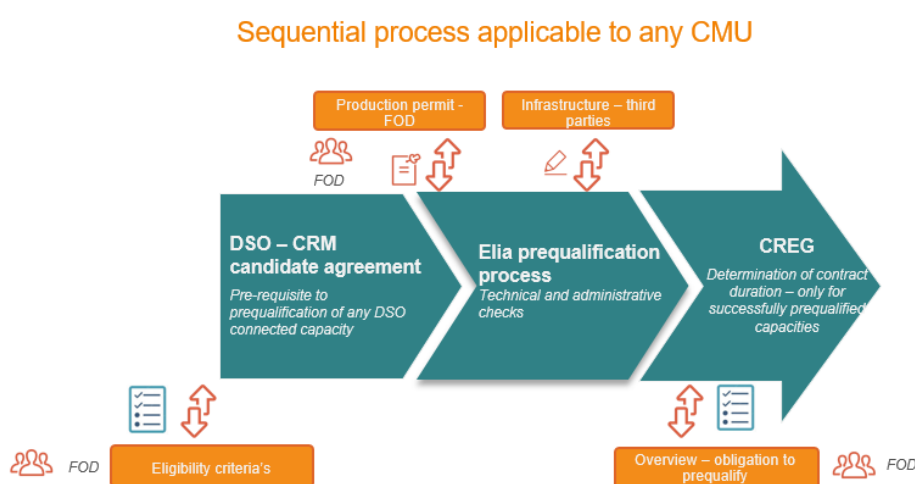 Sequential process applicable to any CMU
Production permit -
FOD
Infrastructure – third
parties
FOD
DSO – CRM
candidate agreement
Pre-requisite to
prequalification of any DSO
connected capacity
Elia prequalification
process
Technical and administrative
checks
CREG
Determination of contract
duration – only for
successfully prequalified
capacities
FOD
Eligibility criteria's
Overview – obligation to
prequalify
FOD